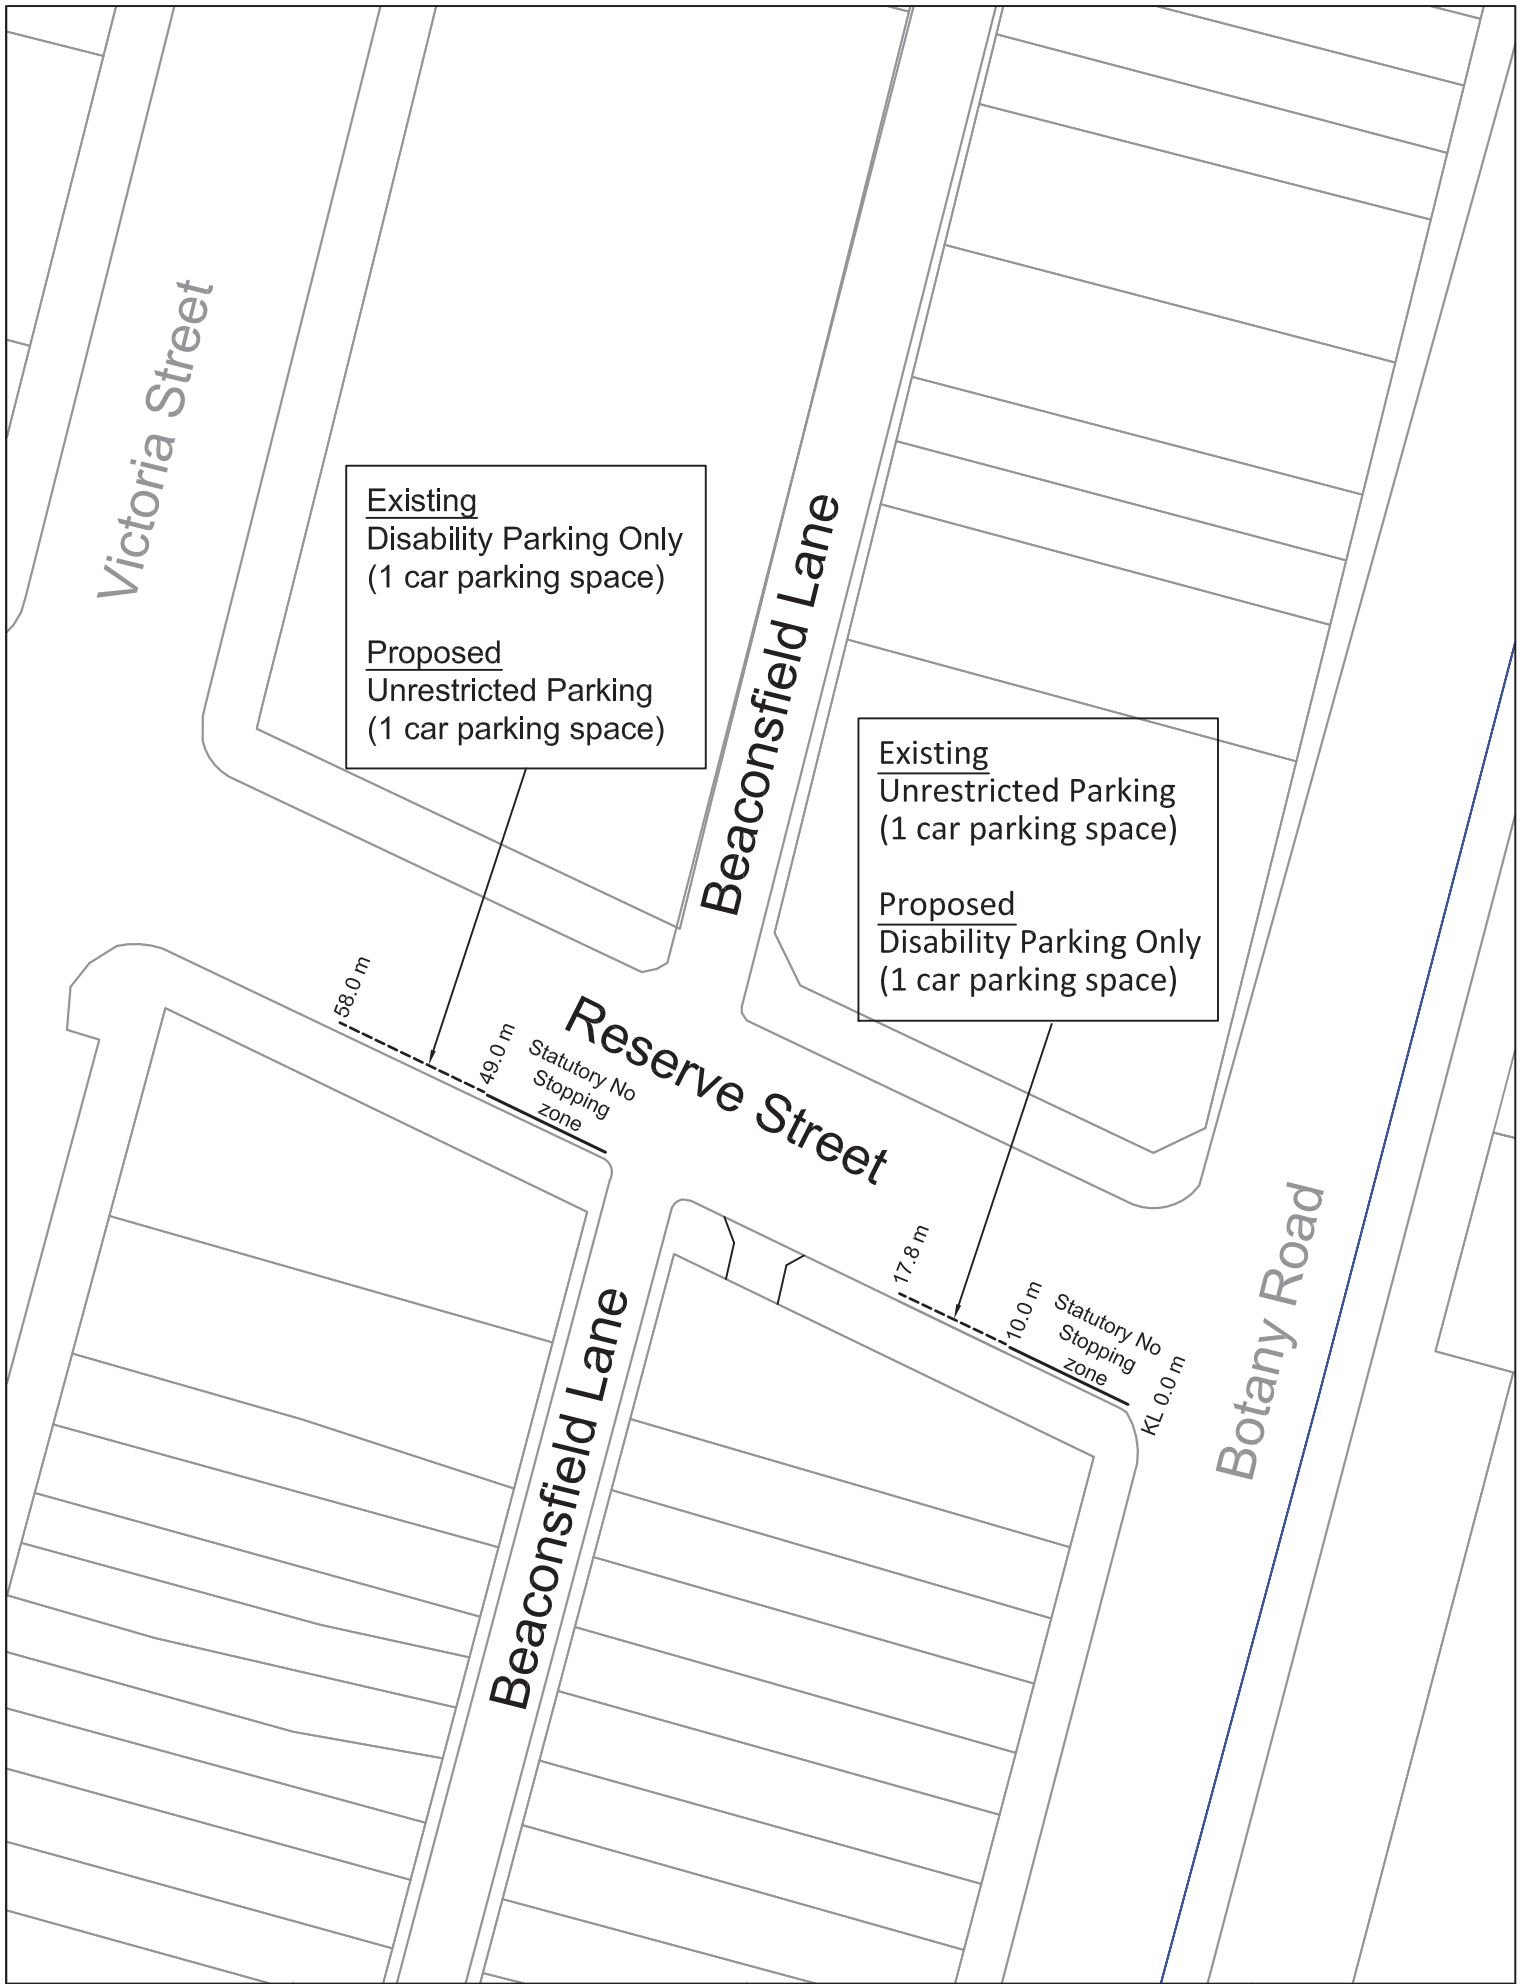 Victoria Street
Existing
Disability Parking Only
(1 car parking space)
Proposed
Unrestricted Parking
(1 car parking space)
Beaconsfield Lane
Existing
Unrestricted Parking
(1 car parking space)
Proposed
Disability Parking Only
(1 car parking space)
58.0 m
49.0 m
Statutory No
Stopping
zone
Reserve Street
17.8 m
10.0 m
Statutory No
Stopping
zone
KL 0.0 m
Botany Road
Beaconsfield Lane